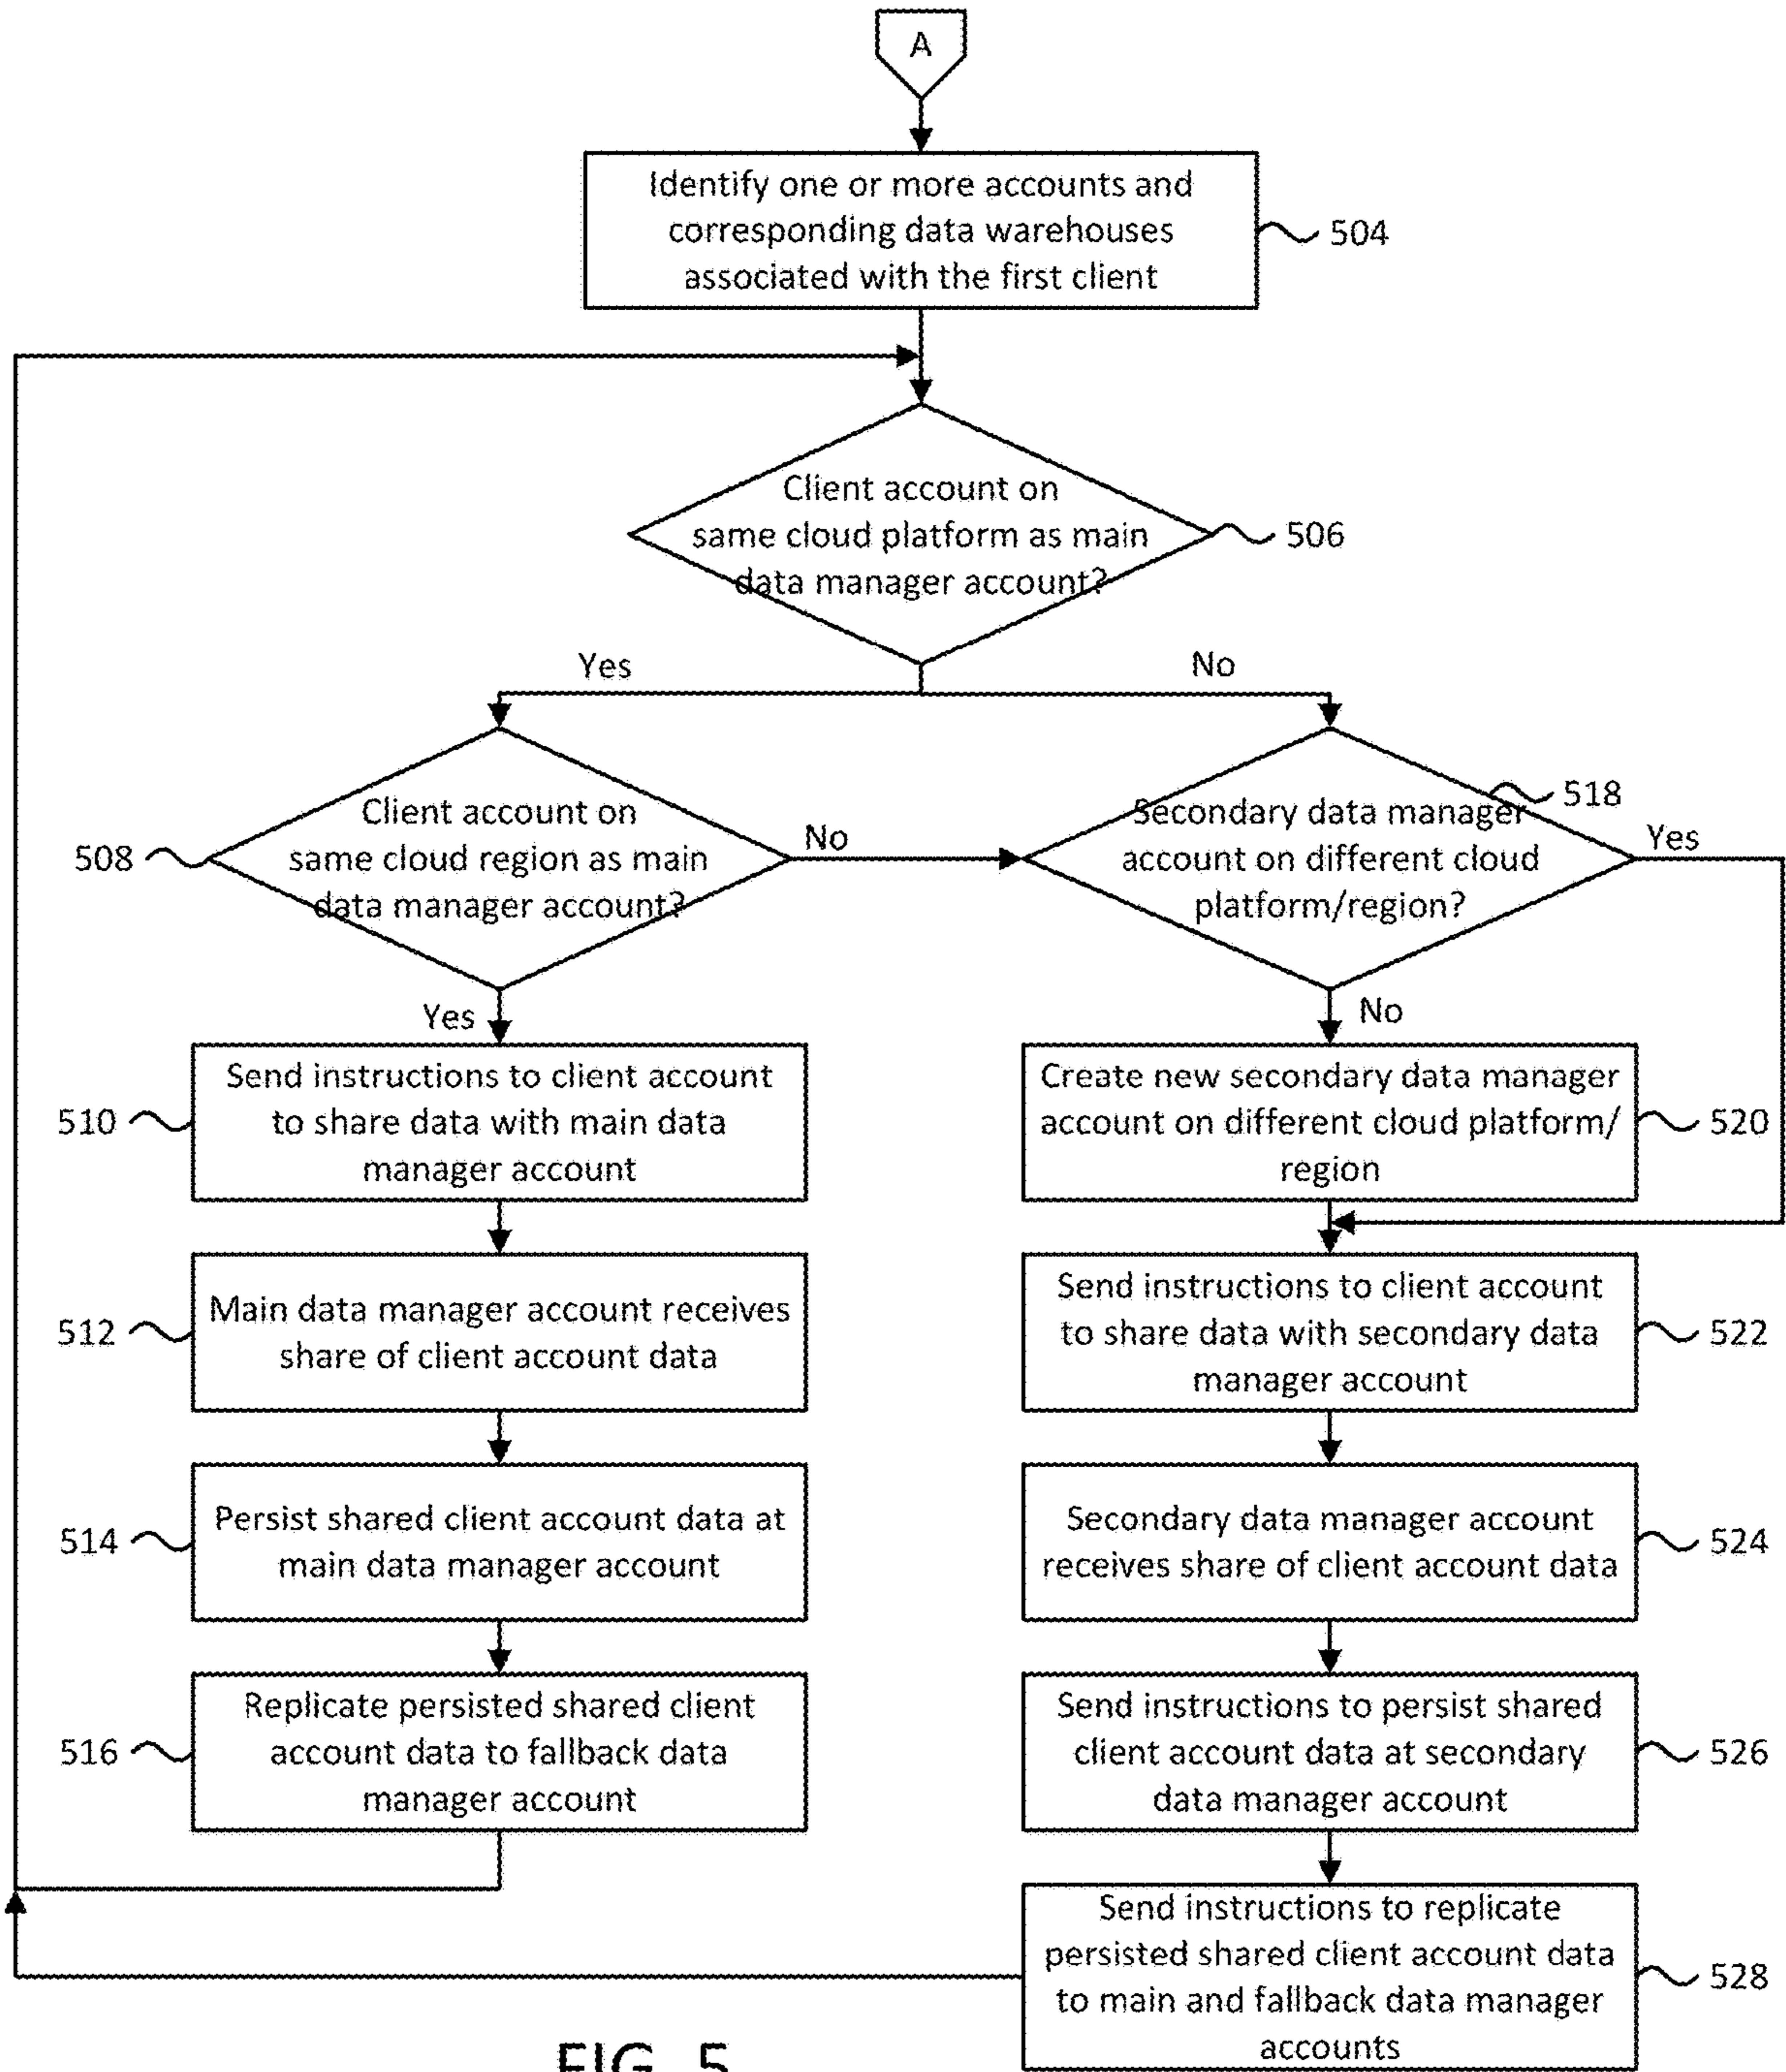 A
Identify one or more accounts and
corresponding data warehouses
associated with the first client
504
Client account on
same cloud platform as main
data manager account?
506
Yes
No
Client account on
same cloud region as main
data manager account?
508
No
Secondary data manager
account on different cloud
platform/region?
518
Yes
Yes
No
Send instructions to client account
to share data with main data
manager account
510
Create new secondary data manager
account on different cloud platform/
region
520
Main data manager account receives
share of client account data
512
Send instructions to client account
to share data with secondary data
manager account
522
Persist shared client account data at
main data manager account
514
Secondary data manager account
receives share of client account data
524
Replicate persisted shared client
account data to fallback data
manager account
516
Send instructions to persist shared
client account data at secondary
data manager account
526
Send instructions to replicate
persisted shared client account data
to main and fallback data manager
accounts
528
FIG. 5